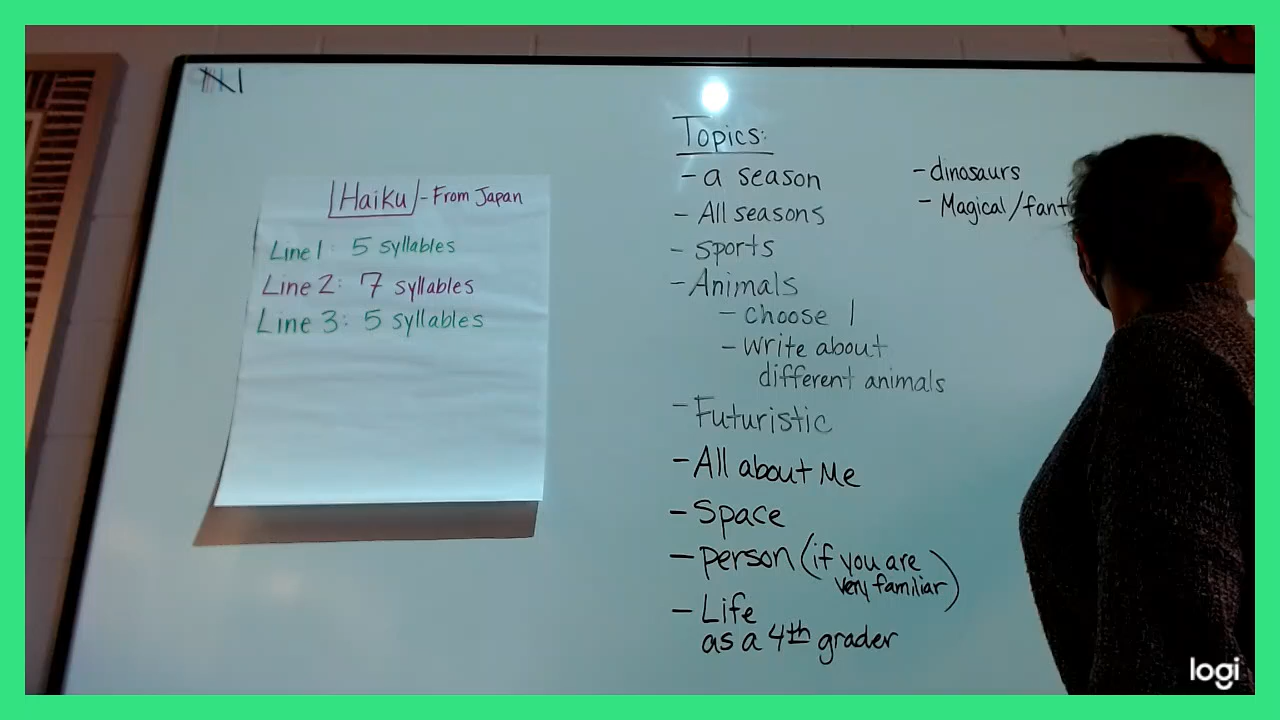 Haiku - From Japan
Line 1: 5 syllables
Line 2: 7 syllables
Line 3: 5 syllables
Topics:
- a season
- All seasons
- sports
- Animals
- choose 1
- write about
different animals
- Futuristic
- All about Me
- Space
- person (if you are
very familiar)
- Life
as a 4th grader
- dinosaurs
- Magical/
logi